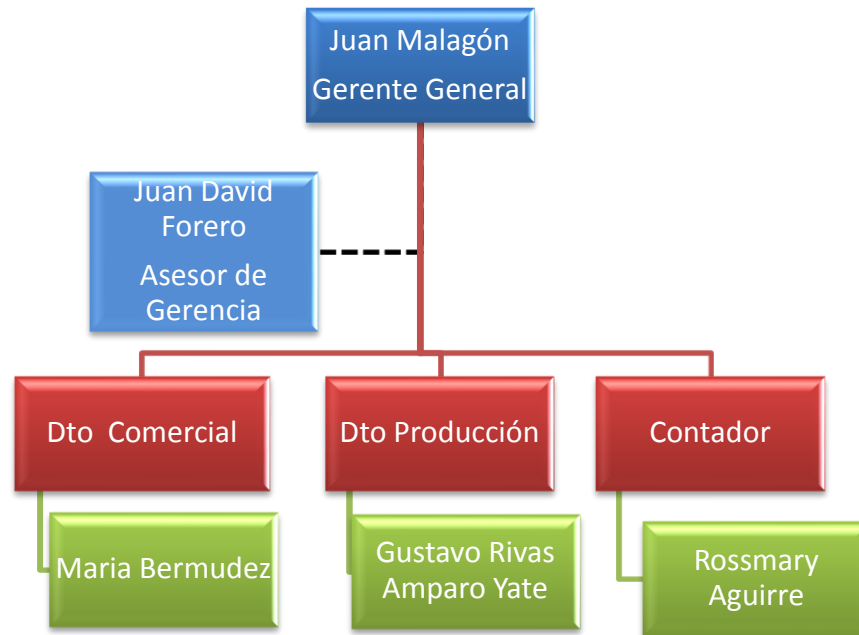 Juan Malagón
Gerente General
Juan David
Forero
Asesor de
Gerencia
Dto Comercial
Dto Producción
Contador
Maria Bermudez
Gustavo Rivas
Amparo Yate
Rossmary
Aguirre